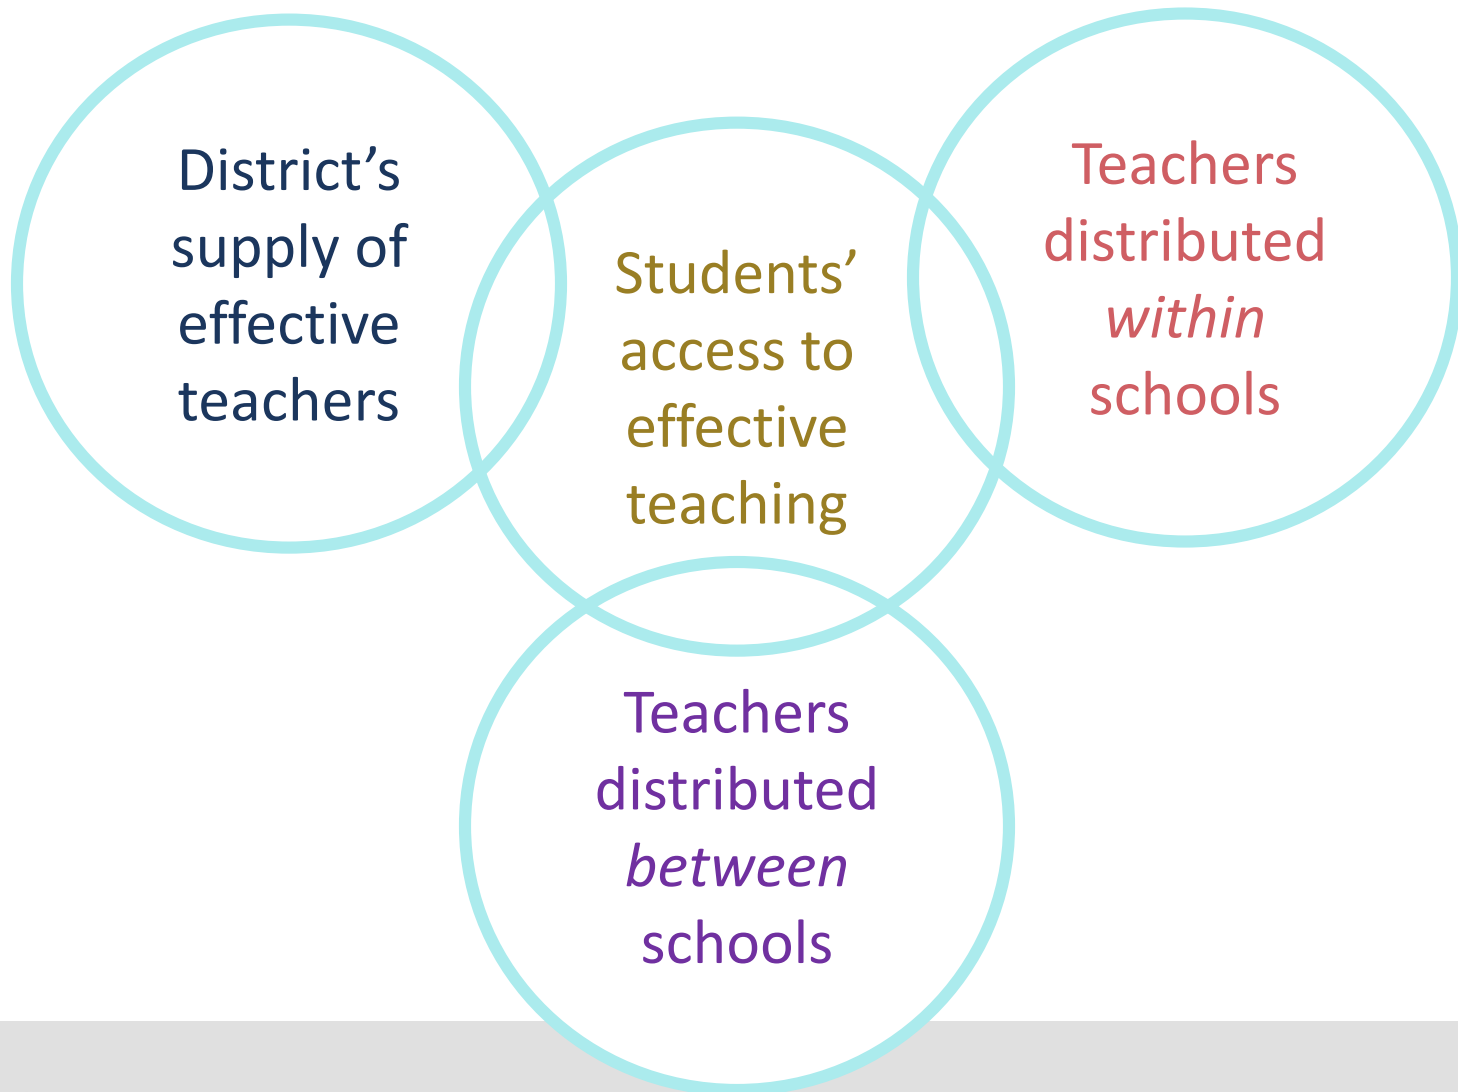 District’s
supply of
effective
teachers
Students’
access to
effective
teaching
Teachers
distributed
within
schools
Teachers
distributed
between
schools